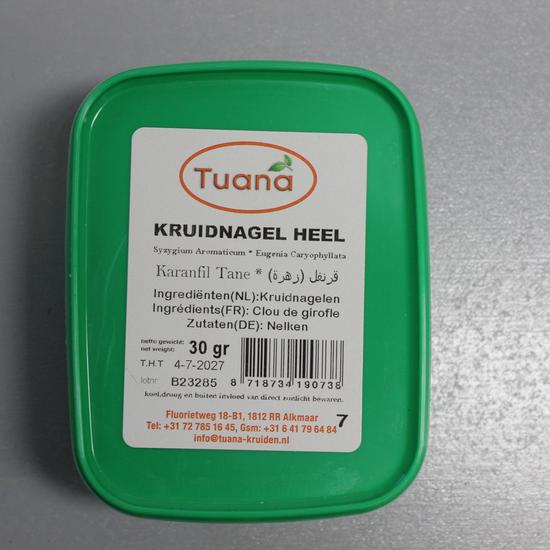 Tuana
KRUIDNAGEL HEEL
Syzygium Aromaticum * Eugenia Caryophyllata
Karanfil Tane * قرنفل (زهرة)
Ingrediënten(NL):Kruidnagelen
Ingrédients(FR): Clou de girofle
Zutaten(DE): Nelken
netto gewicht:
net weight: 30 gr
T.H.T 4-7-2027
lotnr B23285
8 718734 190738
koel,droog en buiten invloed van direct zonlicht bewaren.
7
Fluorietweg 18-B1, 1812 RR Alkmaar
Tel: +31 72 785 16 45, Gsm: +31 6 41 79 64 84
info@tuana-kruiden.nl